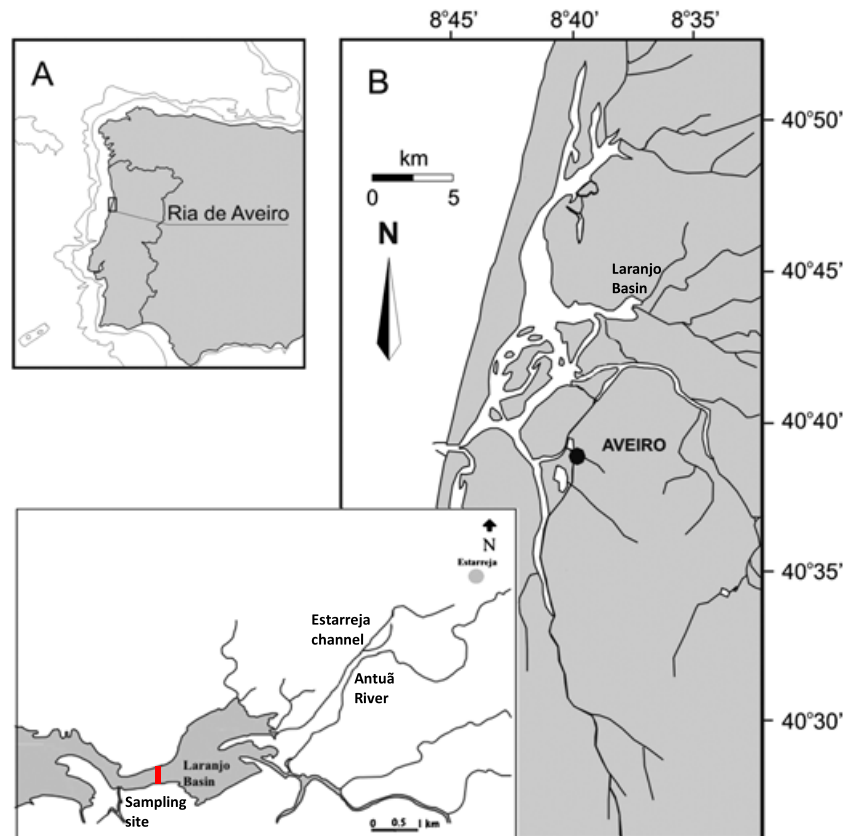 8°45’ 8°40’ 8°35’
A
Ria de Aveiro
B
km
0 5
N
40°50’
Laranjo
Basin
40°45’
40°40’
AVEIRO
40°35’
40°30’
N
Estarreja
Estarreja
channel
Antuã
River
Laranjo
Basin
Sampling
site
0 0.5 1 km